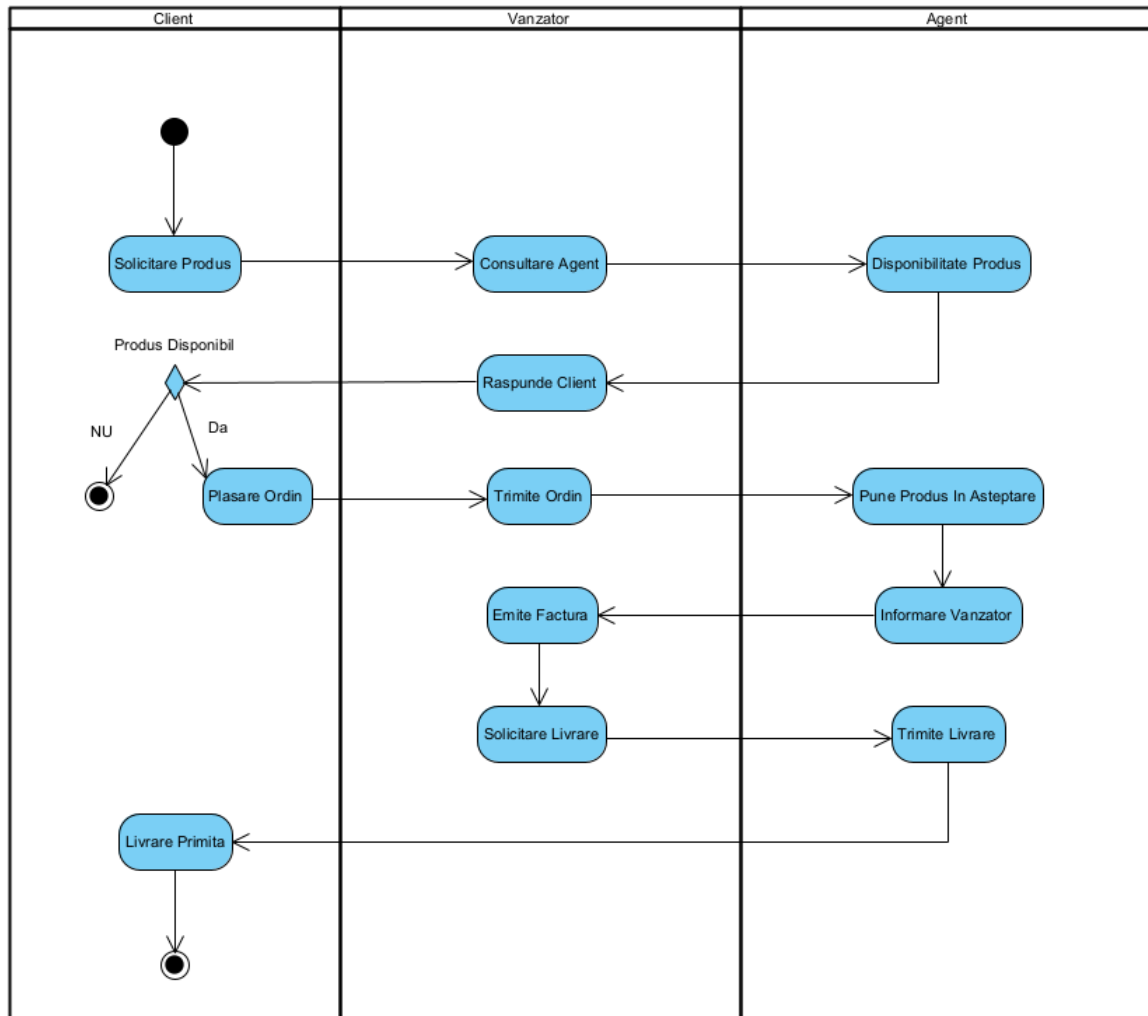 Client
Vanzator
Agent
Solicitare Produs
Consultare Agent
Disponibilitate Produs
Produs Disponibil
Raspunde Client
NU
Da
Plasare Ordin
Trimite Ordin
Pune Produs In Asteptare
Emite Factura
Informare Vanzator
Solicitare Livrare
Trimite Livrare
Livrare Primita